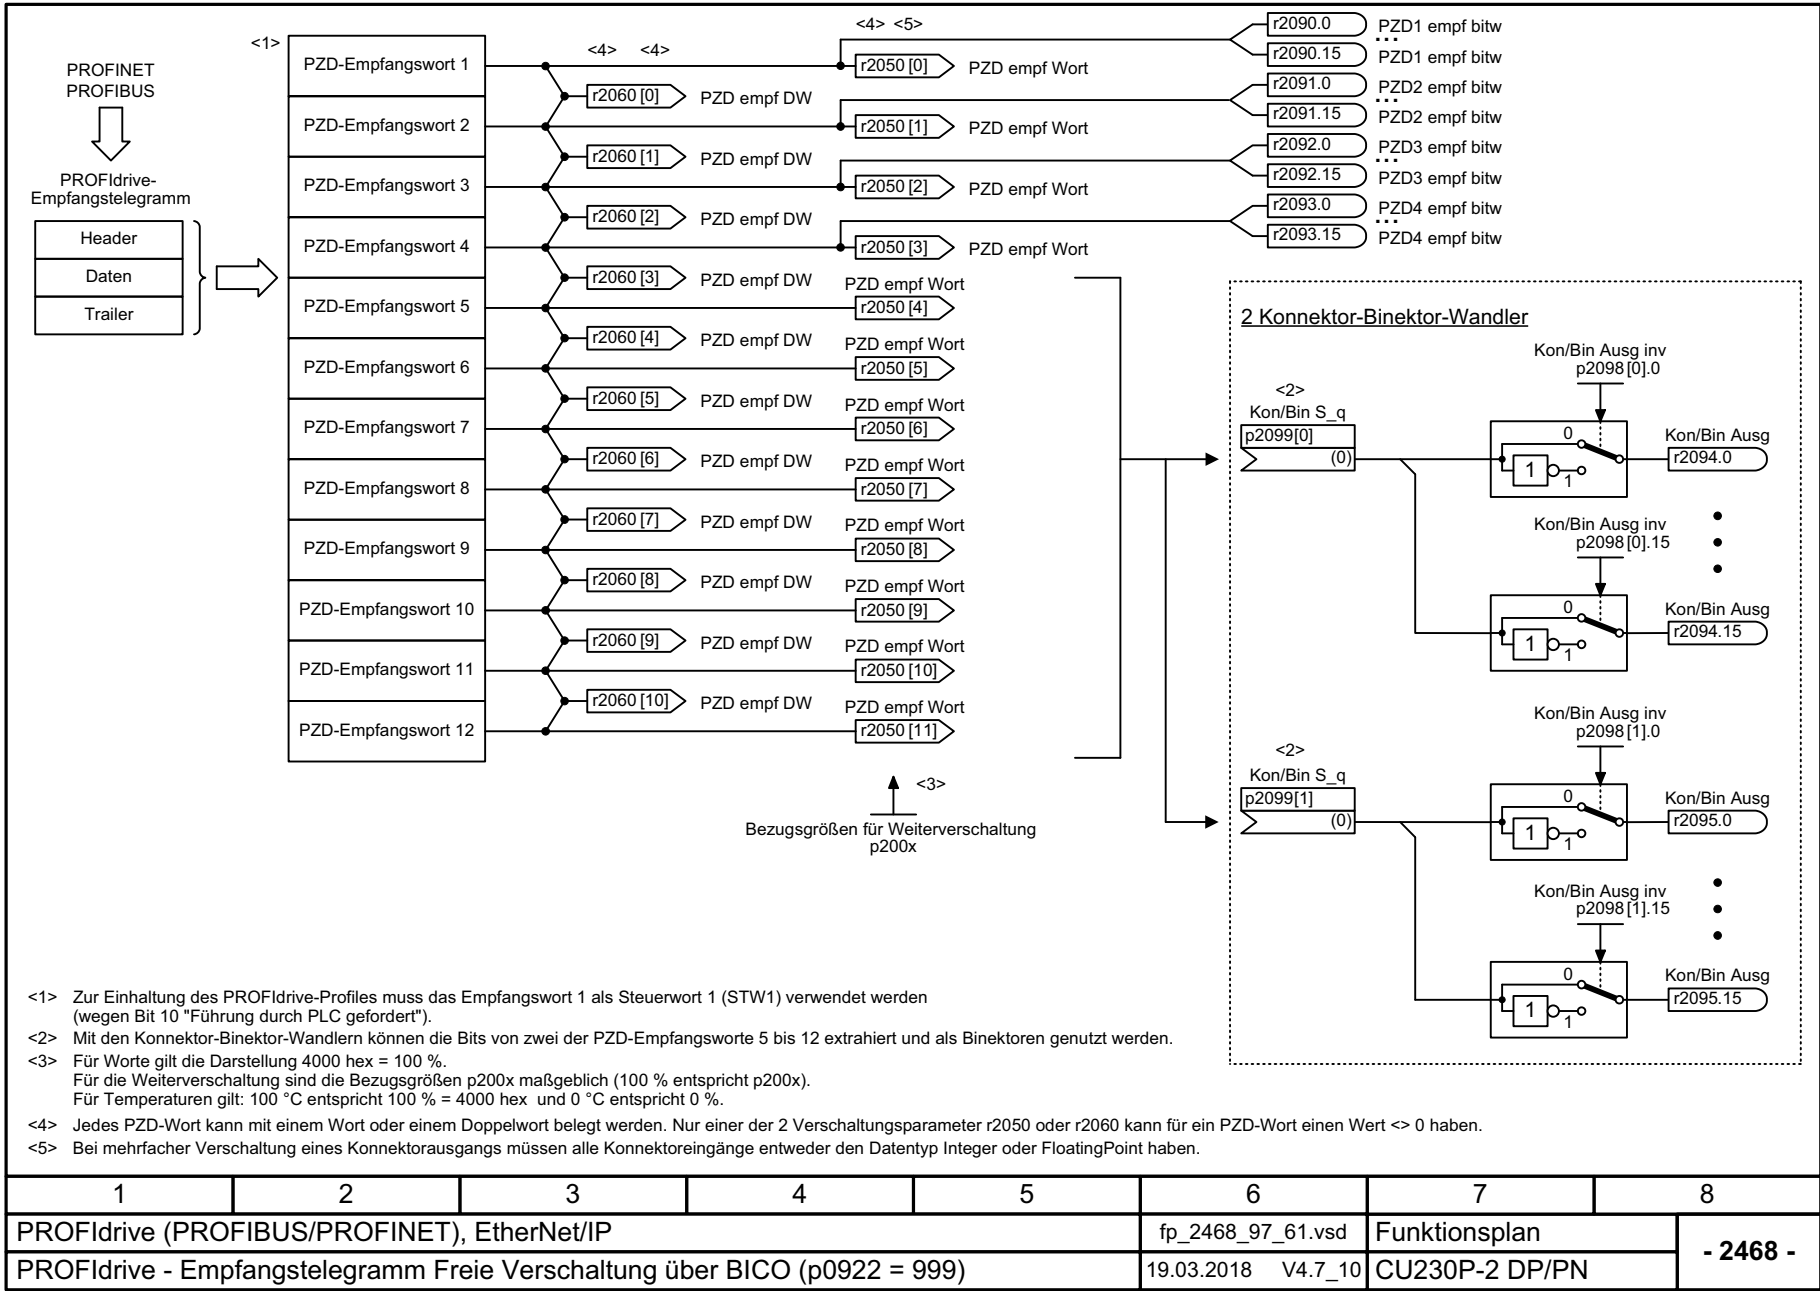 <1>
PROFINET
PROFIBUS
PROFIdrive-
Empfangstelegramm
Header
Daten
Trailer
PZD-Empfangswort 1
PZD-Empfangswort 2
PZD-Empfangswort 3
PZD-Empfangswort 4
PZD-Empfangswort 5
PZD-Empfangswort 6
PZD-Empfangswort 7
PZD-Empfangswort 8
PZD-Empfangswort 9
PZD-Empfangswort 10
PZD-Empfangswort 11
PZD-Empfangswort 12
<4> <4>
r2060 [0] PZD empf DW
r2060 [1] PZD empf DW
r2060 [2] PZD empf DW
r2060 [3] PZD empf DW
r2060 [4] PZD empf DW
r2060 [5] PZD empf DW
r2060 [6] PZD empf DW
r2060 [7] PZD empf DW
r2060 [8] PZD empf DW
r2060 [9] PZD empf DW
r2060 [10] PZD empf DW
<4> <5>
r2050 [0] PZD empf Wort
r2050 [1] PZD empf Wort
r2050 [2] PZD empf Wort
r2050 [3] PZD empf Wort
PZD empf Wort
r2050 [4]
PZD empf Wort
r2050 [5]
PZD empf Wort
r2050 [6]
PZD empf Wort
r2050 [7]
PZD empf Wort
r2050 [8]
PZD empf Wort
r2050 [9]
PZD empf Wort
r2050 [10]
PZD empf Wort
r2050 [11]
<3>
Bezugsgrößen für Weiterverschaltung
p200x
r2090.0 PZD1 empf bitw
...
r2090.15 PZD1 empf bitw
r2091.0 PZD2 empf bitw
...
r2091.15 PZD2 empf bitw
r2092.0 PZD3 empf bitw
...
r2092.15 PZD3 empf bitw
r2093.0 PZD4 empf bitw
...
r2093.15 PZD4 empf bitw
2 Konnektor-Binektor-Wandler
<2>
Kon/Bin S_q
p2099[0]
(0)
Kon/Bin Ausg inv
p2098 [0].0
0
1
1
Kon/Bin Ausg
r2094.0
Kon/Bin Ausg inv
p2098 [0].15
0
1
1
Kon/Bin Ausg
r2094.15
<2>
Kon/Bin S_q
p2099[1]
(0)
Kon/Bin Ausg inv
p2098 [1].0
0
1
1
Kon/Bin Ausg
r2095.0
Kon/Bin Ausg inv
p2098 [1].15
0
1
1
Kon/Bin Ausg
r2095.15
<1> Zur Einhaltung des PROFIdrive-Profiles muss das Empfangswort 1 als Steuerwort 1 (STW1) verwendet werden
(wegen Bit 10 "Führung durch PLC gefordert").
<2> Mit den Konnektor-Binektor-Wandlern können die Bits von zwei der PZD-Empfangsworte 5 bis 12 extrahiert und als Binektoren genutzt werden.
<3> Für Worte gilt die Darstellung 4000 hex = 100 %.
Für die Weiterverschaltung sind die Bezugsgrößen p200x maßgeblich (100 % entspricht p200x).
Für Temperaturen gilt: 100 °C entspricht 100 % = 4000 hex und 0 °C entspricht 0 %.
<4> Jedes PZD-Wort kann mit einem Wort oder einem Doppelwort belegt werden. Nur einer der 2 Verschaltungsparameter r2050 oder r2060 kann für ein PZD-Wort einen Wert <> 0 haben.
<5> Bei mehrfacher Verschaltung eines Konnektorausgangs müssen alle Konnektoreingänge entweder den Datentyp Integer oder FloatingPoint haben.
1 2 3 4 5 6 7 8
PROFIdrive (PROFIBUS/PROFINET), EtherNet/IP fp_2468_97_61.vsd Funktionsplan
- 2468 -
PROFIdrive - Empfangstelegramm Freie Verschaltung über BICO (p0922 = 999) 19.03.2018 V4.7_10 CU230P-2 DP/PN